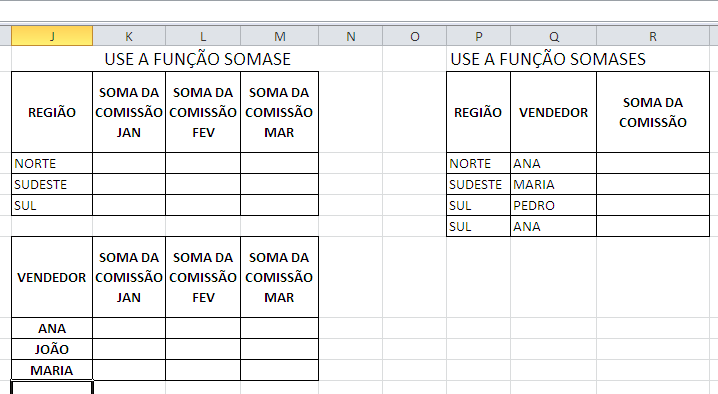 J K L M N O P Q R
USE A FUNÇÃO SOMASE
USE A FUNÇÃO SOMASES
REGIÃO
SOMA DA COMISSÃO JAN
SOMA DA COMISSÃO FEV
SOMA DA COMISSÃO MAR
NORTE
SUDESTE
SUL
REGIÃO VENDEDOR
SOMA DA COMISSÃO
NORTE ANA
SUDESTE MARIA
SUL PEDRO
SUL ANA
VENDEDOR
SOMA DA COMISSÃO JAN
SOMA DA COMISSÃO FEV
SOMA DA COMISSÃO MAR
ANA
JOÃO
MARIA